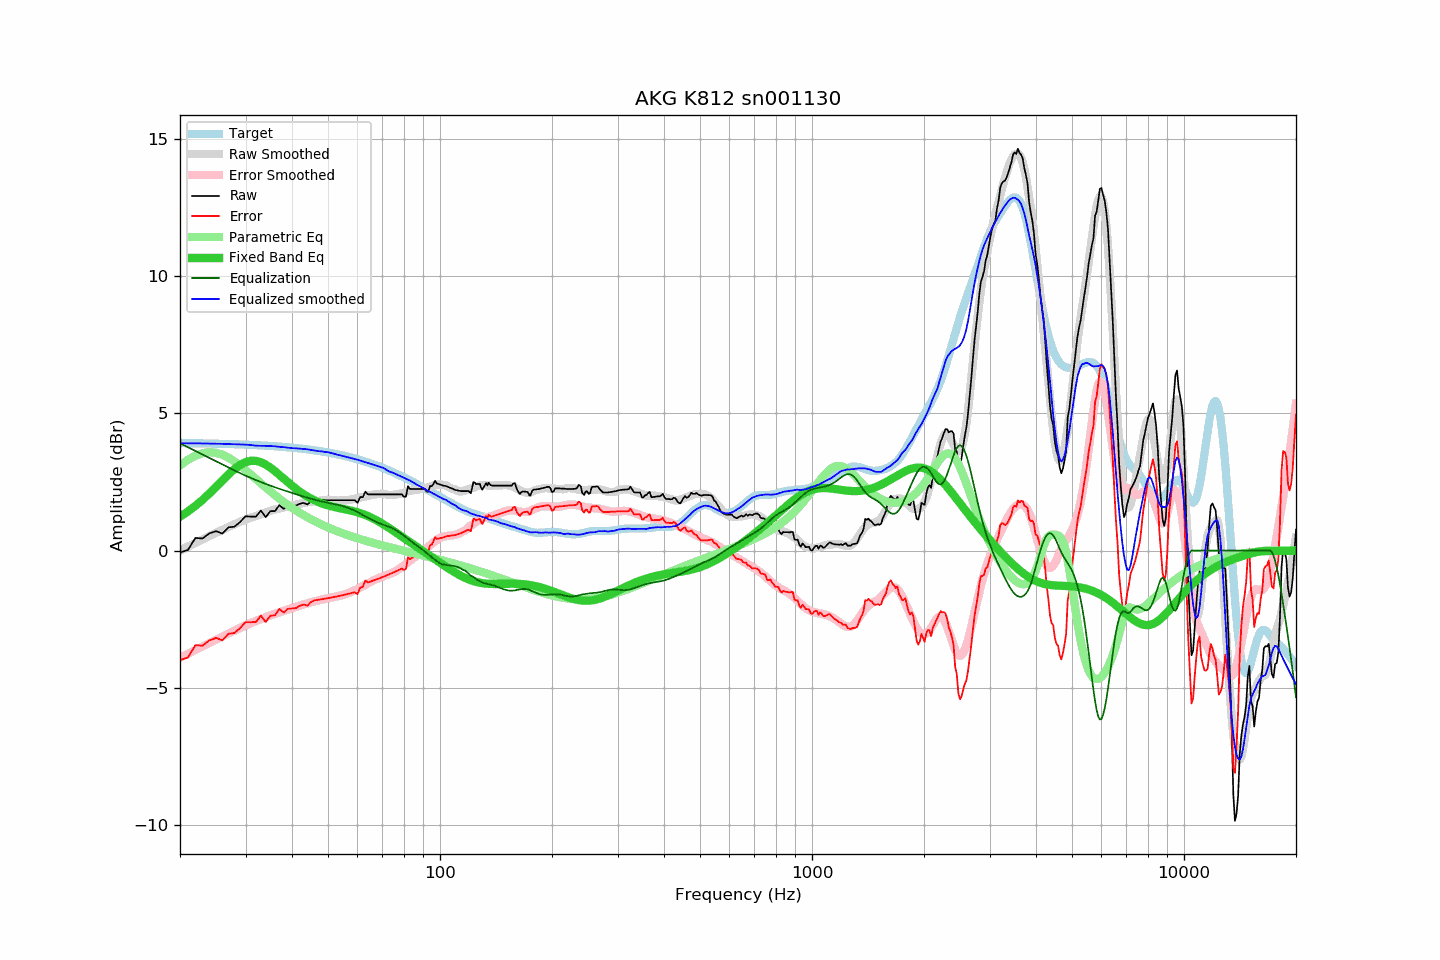 AKG K812 sn001130
Target
Raw Smoothed
Error Smoothed
Raw
Error
Parametric Eq
Fixed Band Eq
Equalization
Equalized smoothed
15
10
5
0
−5
−10
Amplitude (dBr)
100
1000
10000
Frequency (Hz)